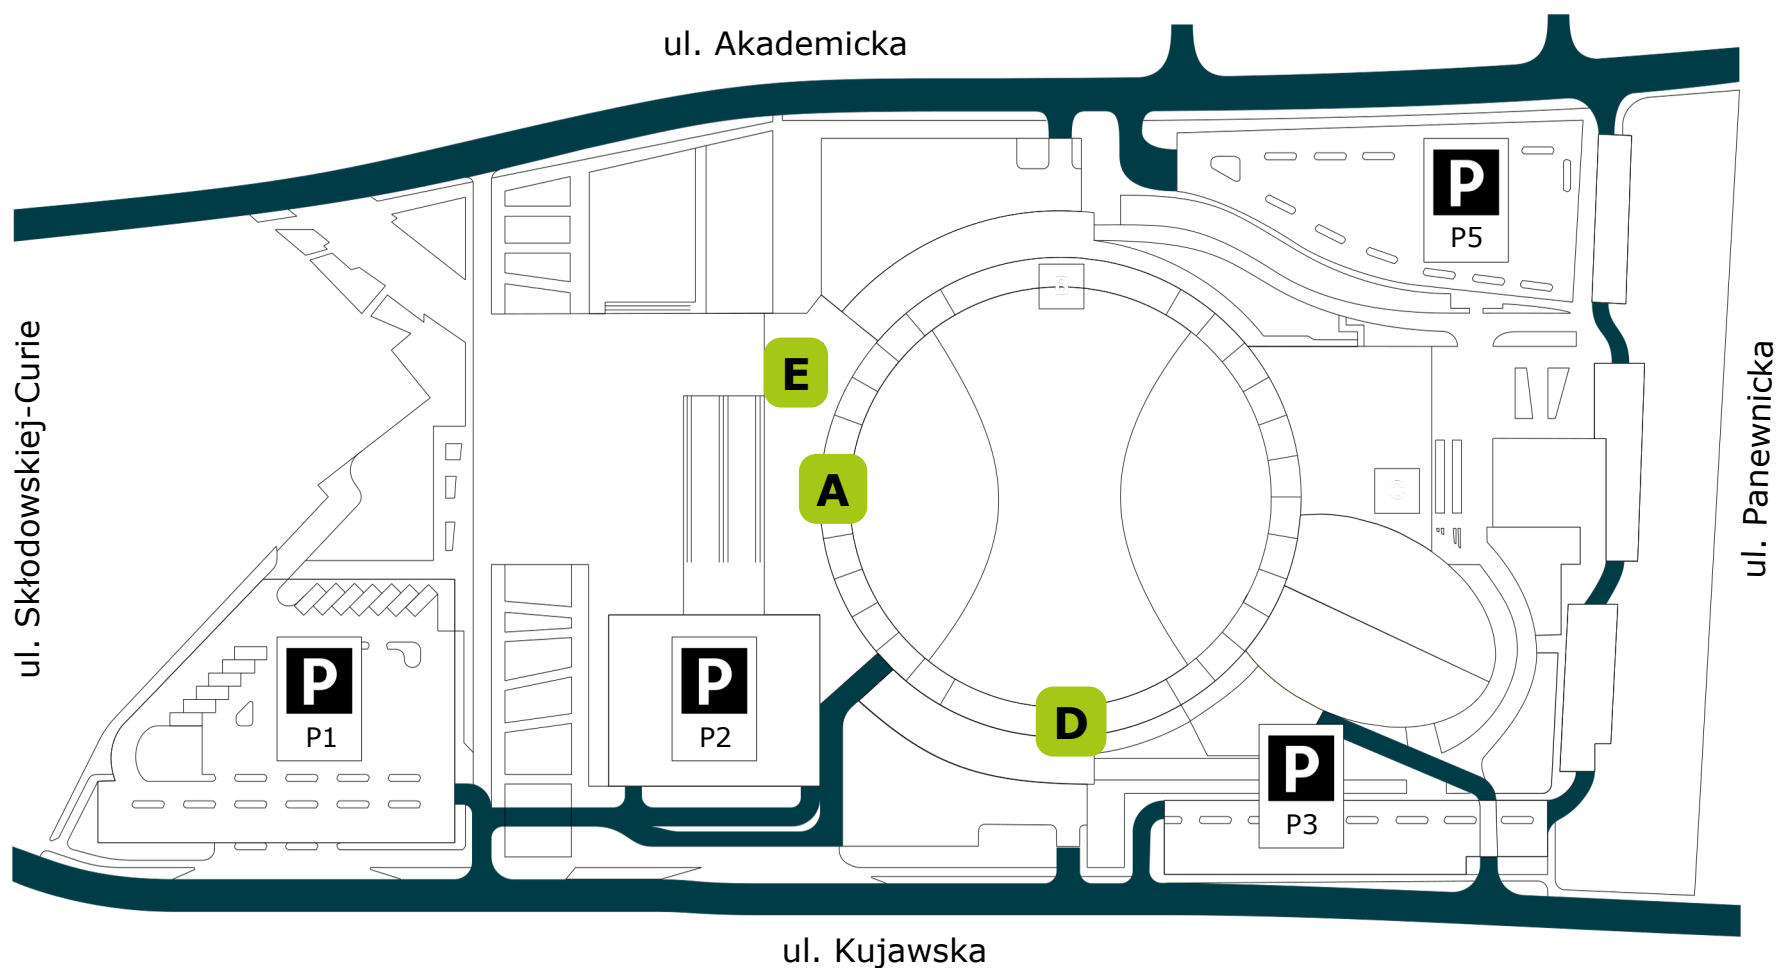 ul. Akademicka
P
P5
B
ul. Skłodowskiej-Curie
E
ul. Panewnicka
A
C
P
P1
P
P2
D
P
P3
ul. Kujawska